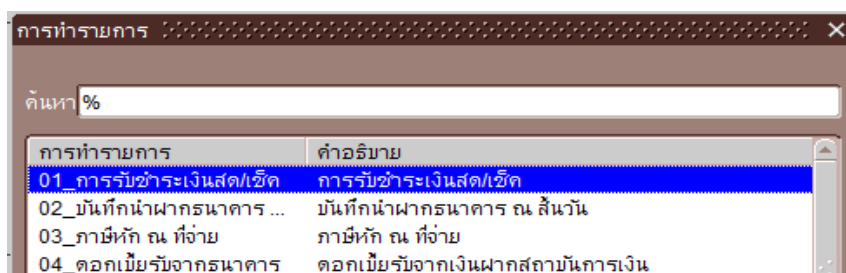 การทำรายการ
ค้นหา %
การทำรายการ คำอธิบาย
01_การรับชำระเงินสด/เช็ค การรับชำระเงินสด/เช็ค
02_บันทึกนำฝากธนาคาร ... บันทึกนำฝากธนาคาร ณ สิ้นวัน
03_ภาษีหัก ณ ที่จ่าย ภาษีหัก ณ ที่จ่าย
04_ดอกเบี้ยรับจากธนาคาร ดอกเบี้ยรับจากเงินฝากสถาบันการเงิน